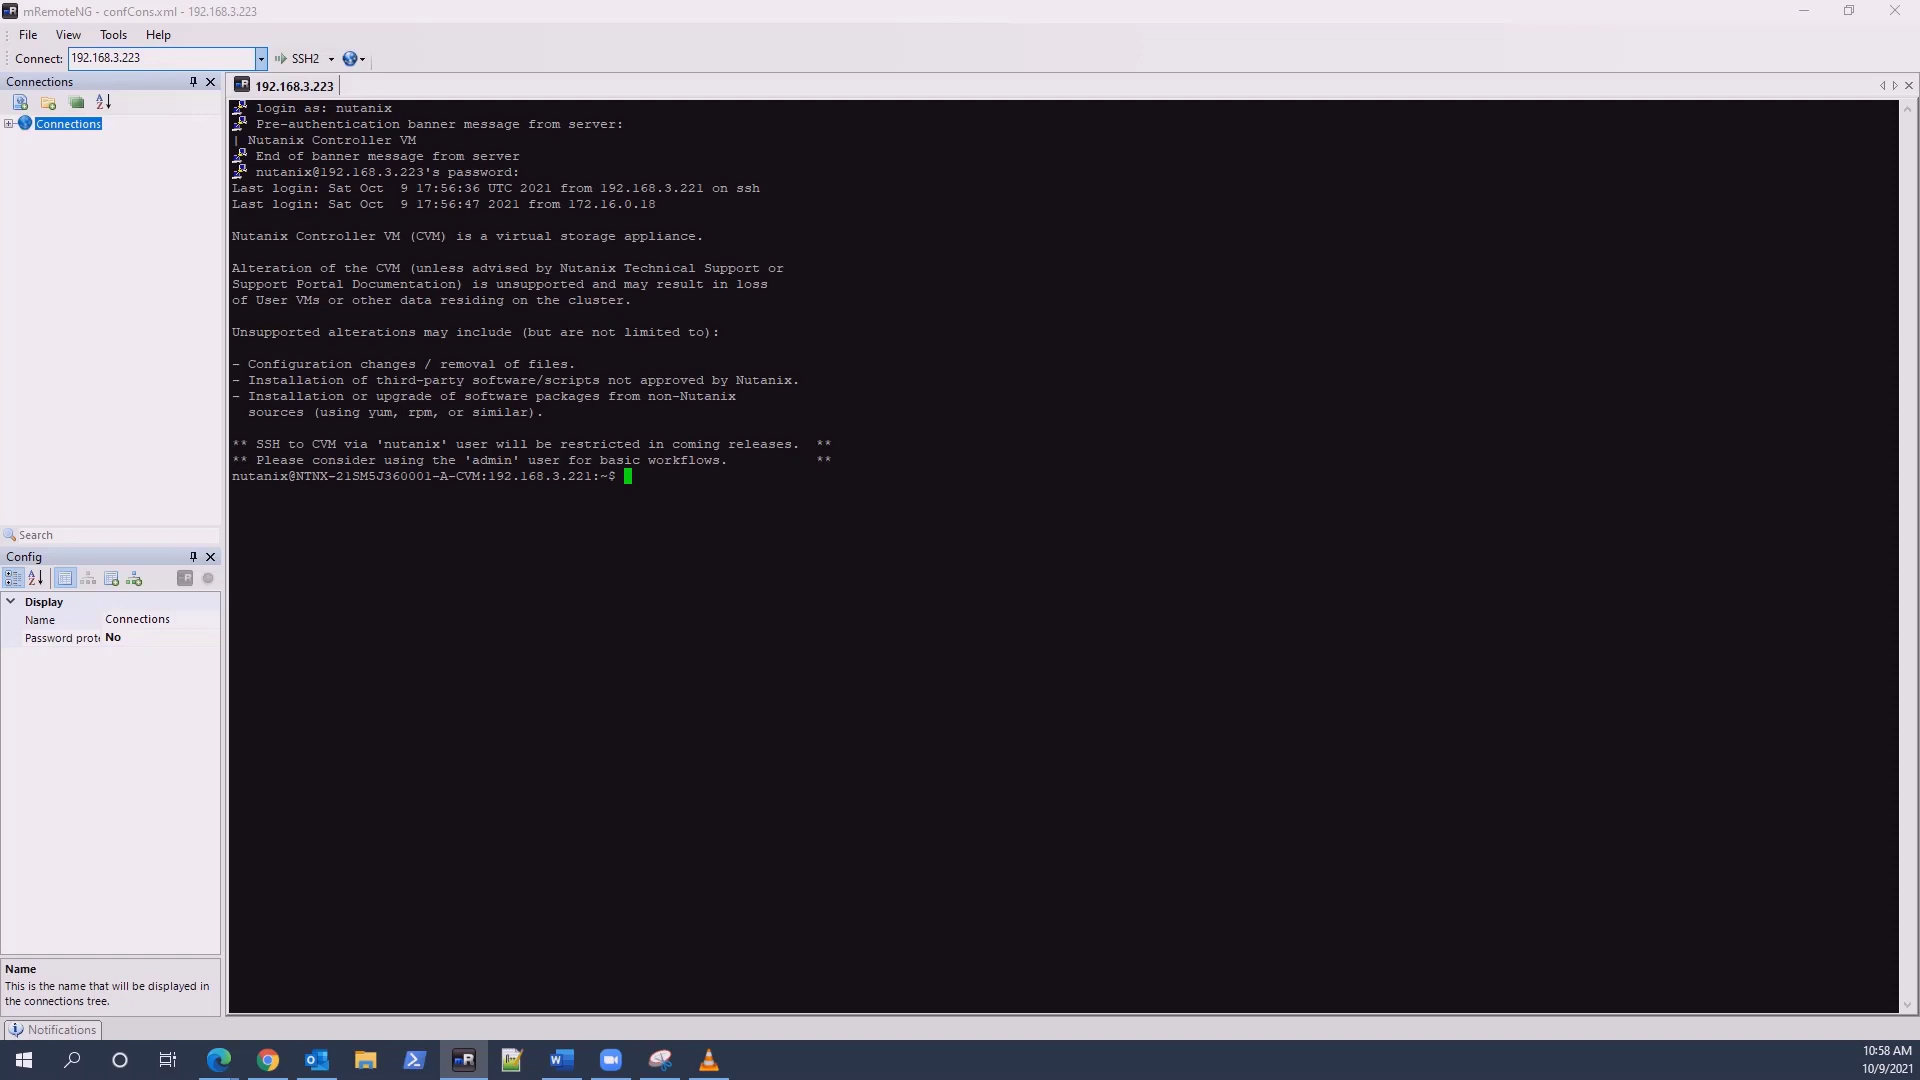 mRemoteNG - confCons.xml - 192.168.3.223
File View Tools Help
Connect: 192.168.3.223 SSH2
Connections
Connections
Search
Config
Display
Name Connections
Password prote No
Name
This is the name that will be displayed in
the connections tree.
Notifications
192.168.3.223
login as: nutanix
Pre-authentication banner message from server:
| Nutanix Controller VM
End of banner message from server
nutanix@192.168.3.223's password:
Last login: Sat Oct  9 17:56:36 UTC 2021 from 192.168.3.221 on ssh
Last login: Sat Oct  9 17:56:47 2021 from 172.16.0.18
Nutanix Controller VM (CVM) is a virtual storage appliance.
Alteration of the CVM (unless advised by Nutanix Technical Support or
Support Portal Documentation) is unsupported and may result in loss
of User VMs or other data residing on the cluster.
Unsupported alterations may include (but are not limited to):
- Configuration changes / removal of files.
- Installation of third-party software/scripts not approved by Nutanix.
- Installation or upgrade of software packages from non-Nutanix
sources (using yum, rpm, or similar).
** SSH to CVM via 'nutanix' user will be restricted in coming releases.  **
** Please consider using the 'admin' user for basic workflows.  **
nutanix@NTNX-21SM5J360001-A-CVM:192.168.3.221:~$
10:58 AM
10/9/2021